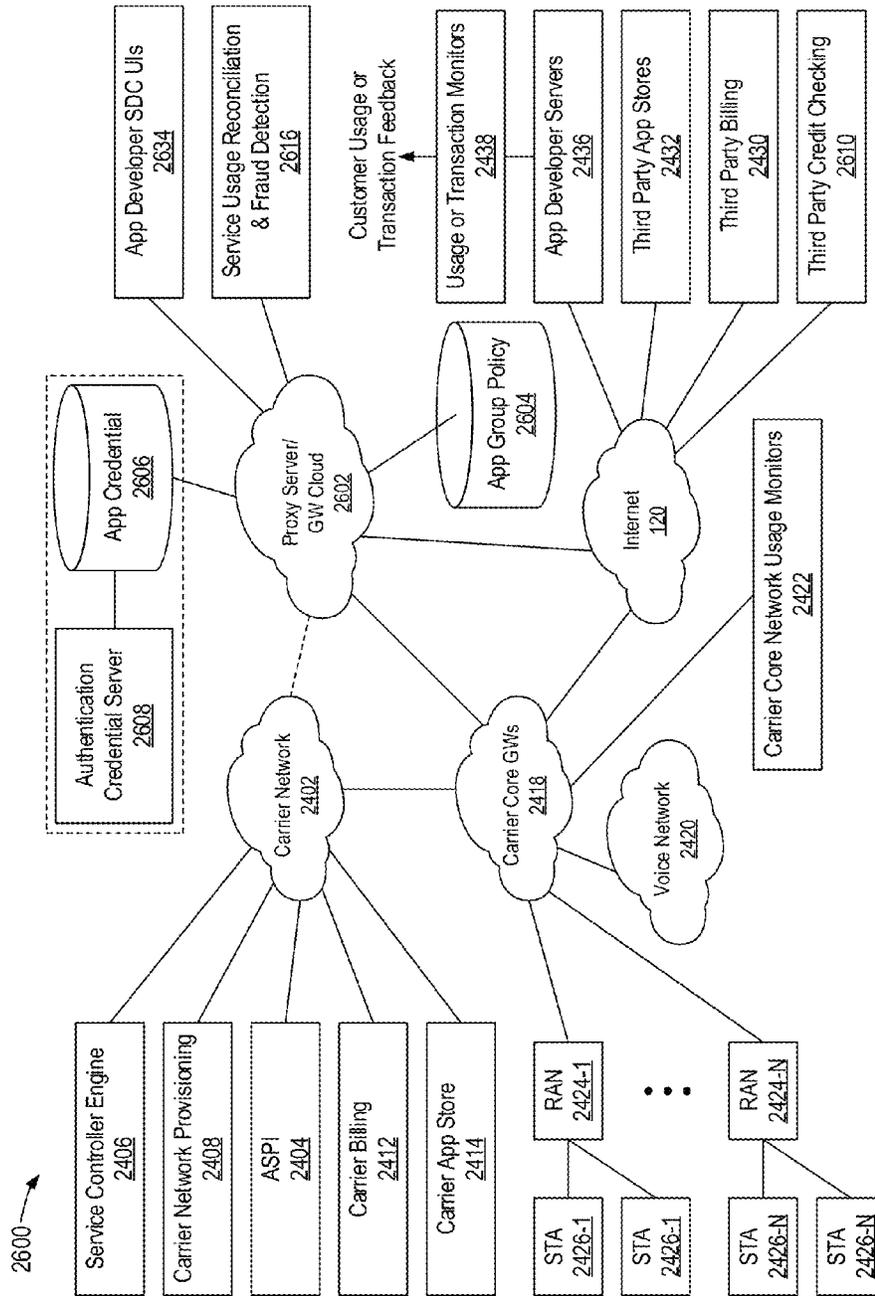 2600
Service Controller Engine
2406
Carrier Network Provisioning
2408
ASPI
2404
Carrier Billing
2412
Carrier App Store
2414
STA
2426-1
STA
2426-1
STA
2426-N
STA
2426-N
RAN
2424-1
RAN
2424-N
Authentication
Credential Server
2608
App Credential
2606
Carrier Network
2402
Carrier Core GWs
2418
Voice Network
2420
Proxy Server/
GW Cloud
2602
App Group Policy
2604
Internet
120
Carrier Core Network Usage Monitors
2422
App Developer SDC UIs
2634
Service Usage Reconciliation
& Fraud Detection
2616
Customer Usage or
Transaction Feedback
Usage or Transaction Monitors
2438
App Developer Servers
2436
Third Party App Stores
2432
Third Party Billing
2430
Third Party Credit Checking
2610